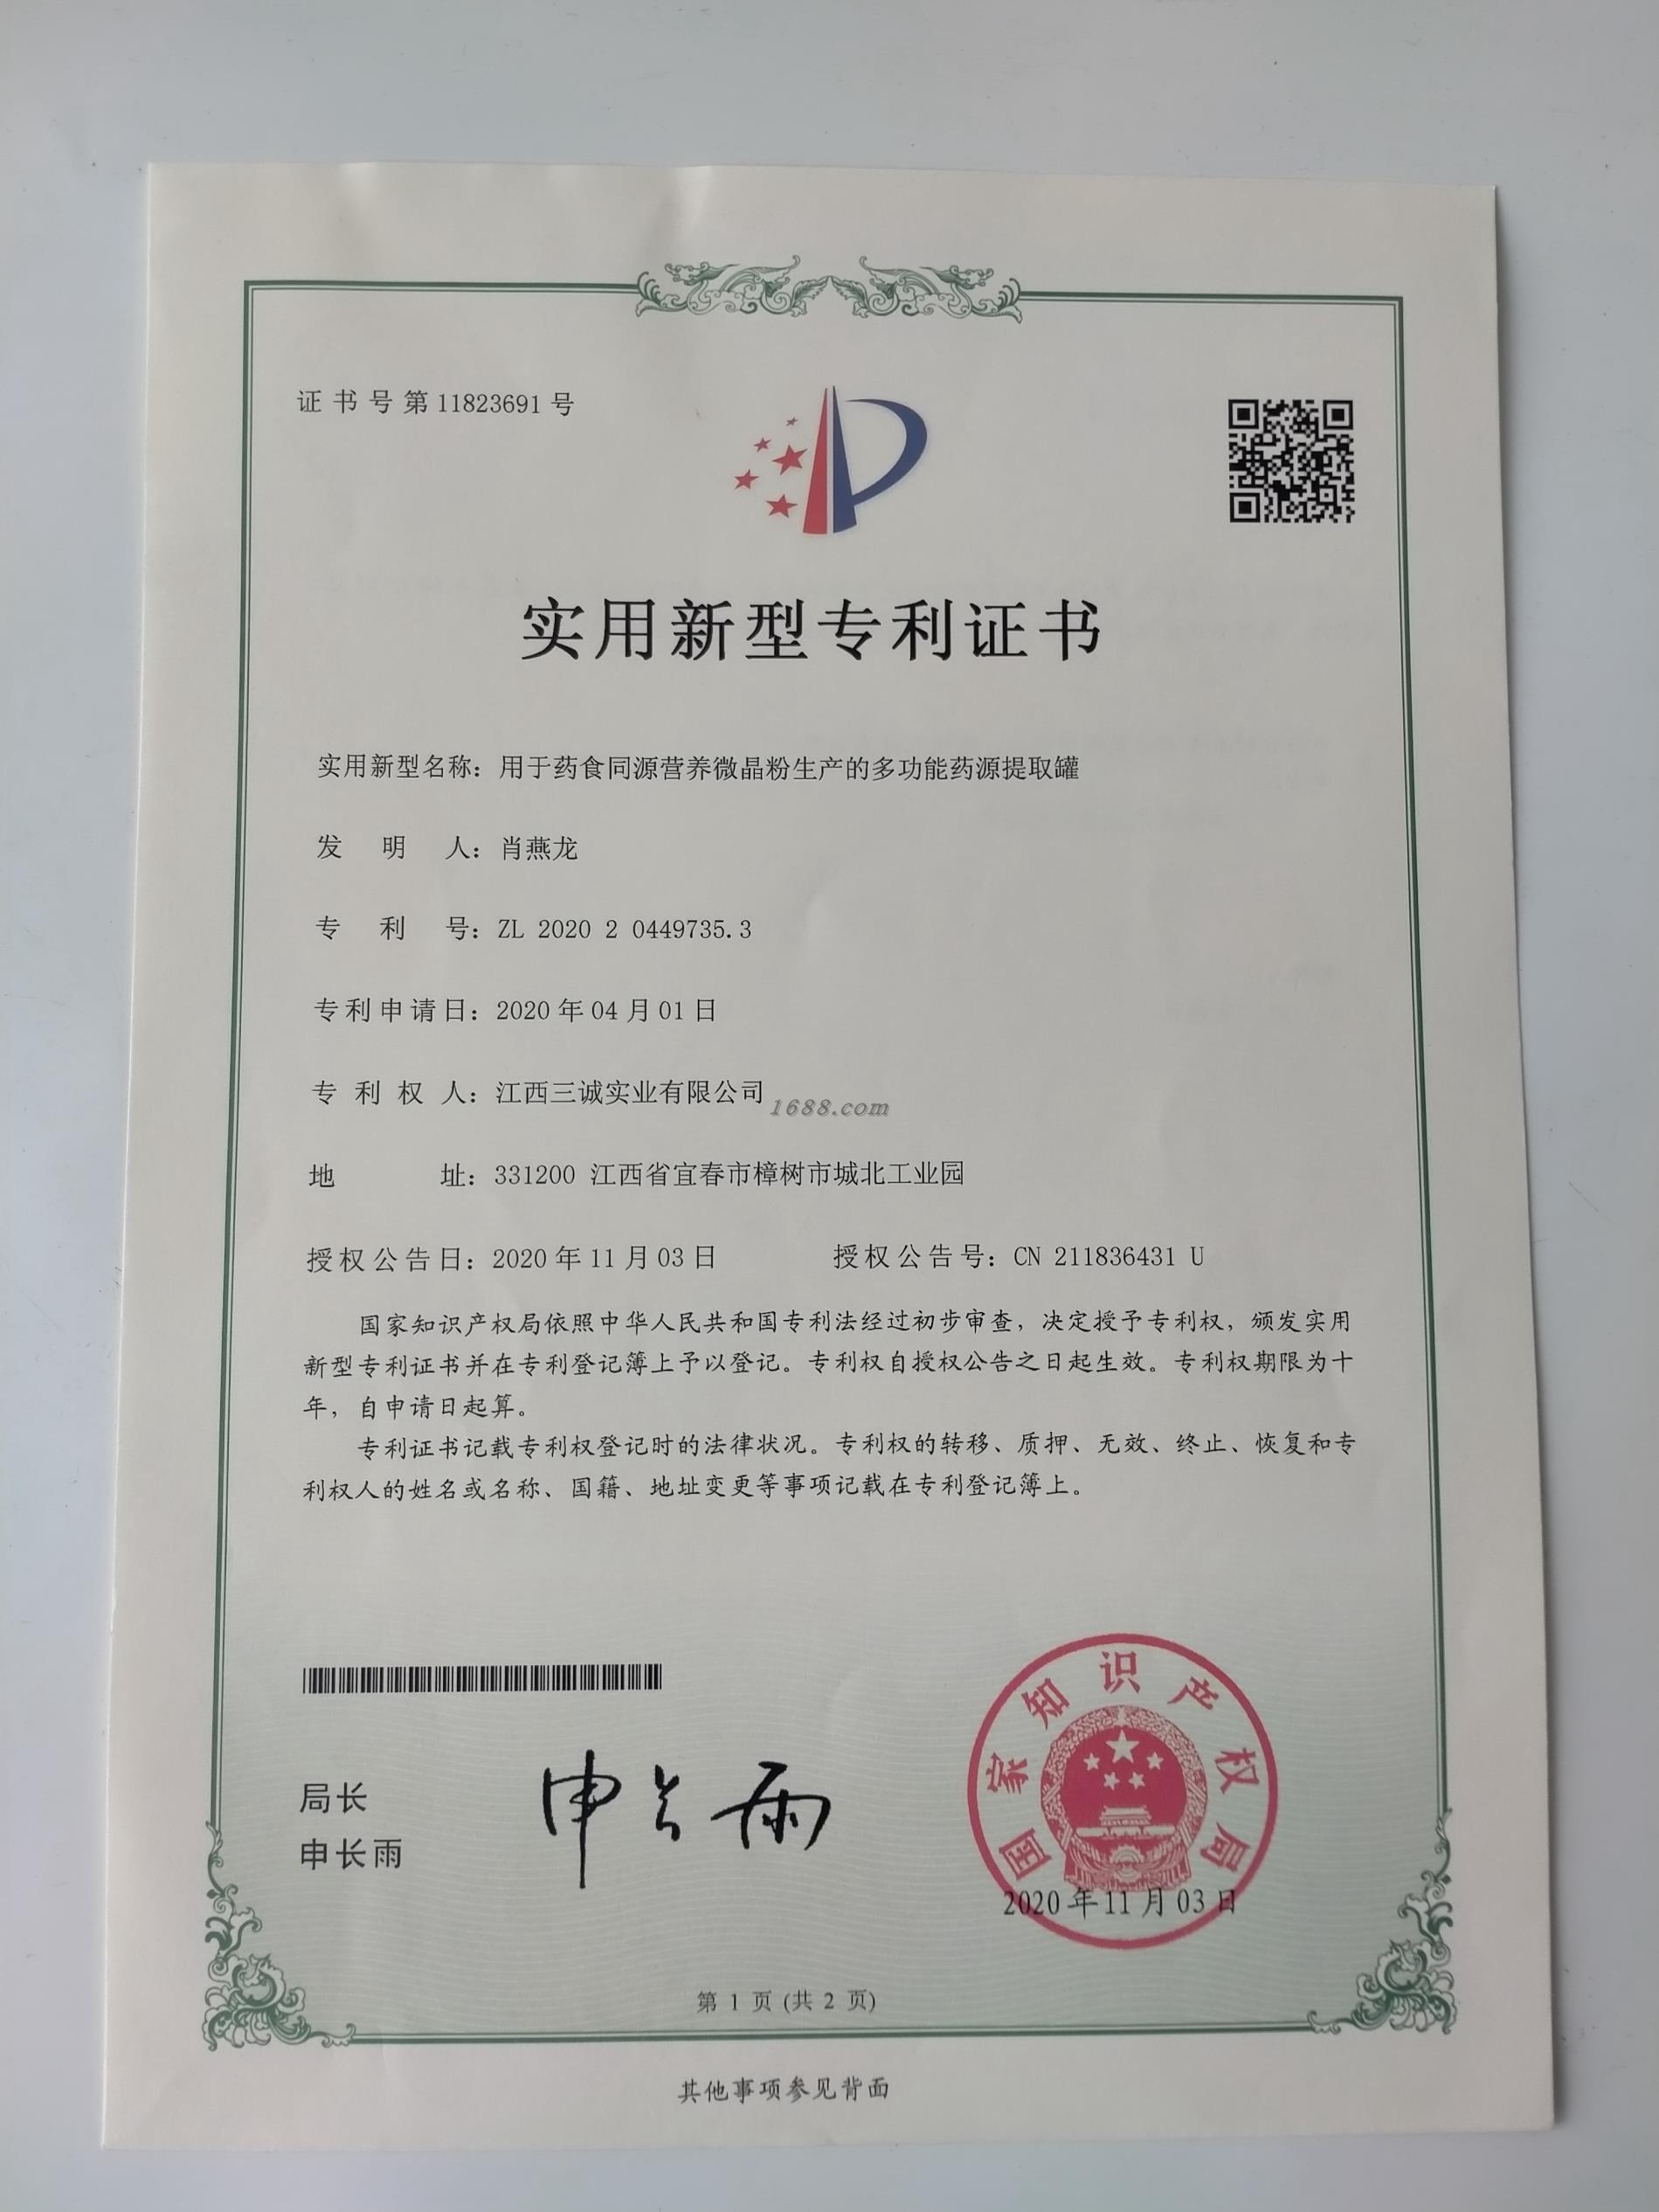 证书号第11823691号
实用新型专利证书
实用新型名称：用于药食同源营养微晶粉生产的多功能药源提取罐
发明人：肖燕龙
专利号：ZL 2020 2 0449735.3
专利申请日：2020年04月01日
专利权人：江西三诚实业有限公司
1688.com
地址：331200 江西省宜春市樟树市城北工业园
授权公告日：2020年11月03日 授权公告号：CN 211836431 U
国家知识产权局依照中华人民共和国专利法经过初步审查，决定授予专利权，颁发实用
新型专利证书并在专利登记簿上予以登记。专利权自授权公告之日起生效。专利权期限为十
年，自申请日起算。
专利证书记载专利权登记时的法律状况。专利权的转移、质押、无效、终止、恢复和专
利权人的姓名或名称、国籍、地址变更等事项记载在专利登记簿上。
局长
申长雨
申长雨
国家知识产权局
2020年11月03日
第 1 页 (共 2 页)
其他事项参见背面